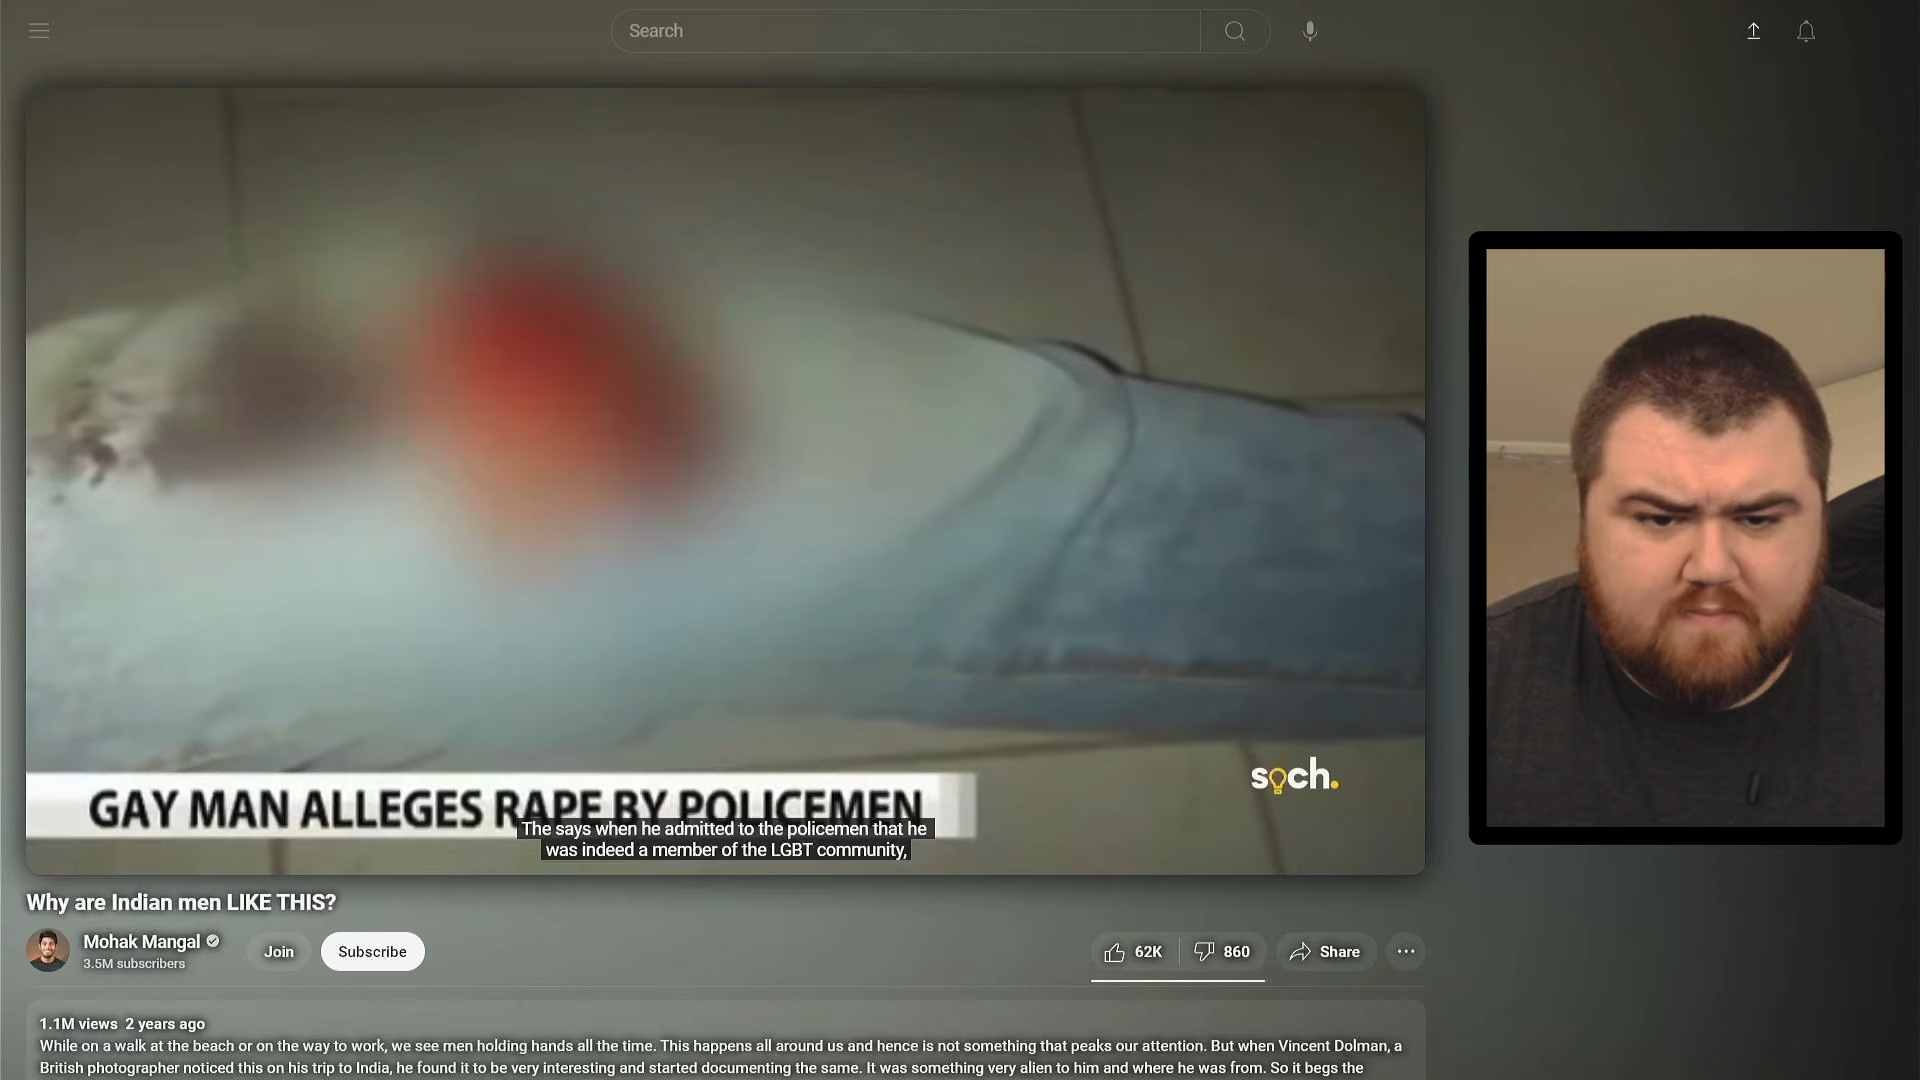 Search
GAY MAN ALLEGES RAPE BY POLICEMEN
soch.
The says when he admitted to the policemen that he
was indeed a member of the LGBT community,
Why are Indian men LIKE THIS?
Mohak Mangal
3.5M subscribers
Join
Subscribe
62K
860
Share
1.1M views 2 years ago
While on a walk at the beach or on the way to work, we see men holding hands all the time. This happens all around us and hence is not something that peaks our attention. But when Vincent Dolman, a
British photographer noticed this on his trip to India, he found it to be very interesting and started documenting the same. It was something very alien to him and where he was from. So it begs the